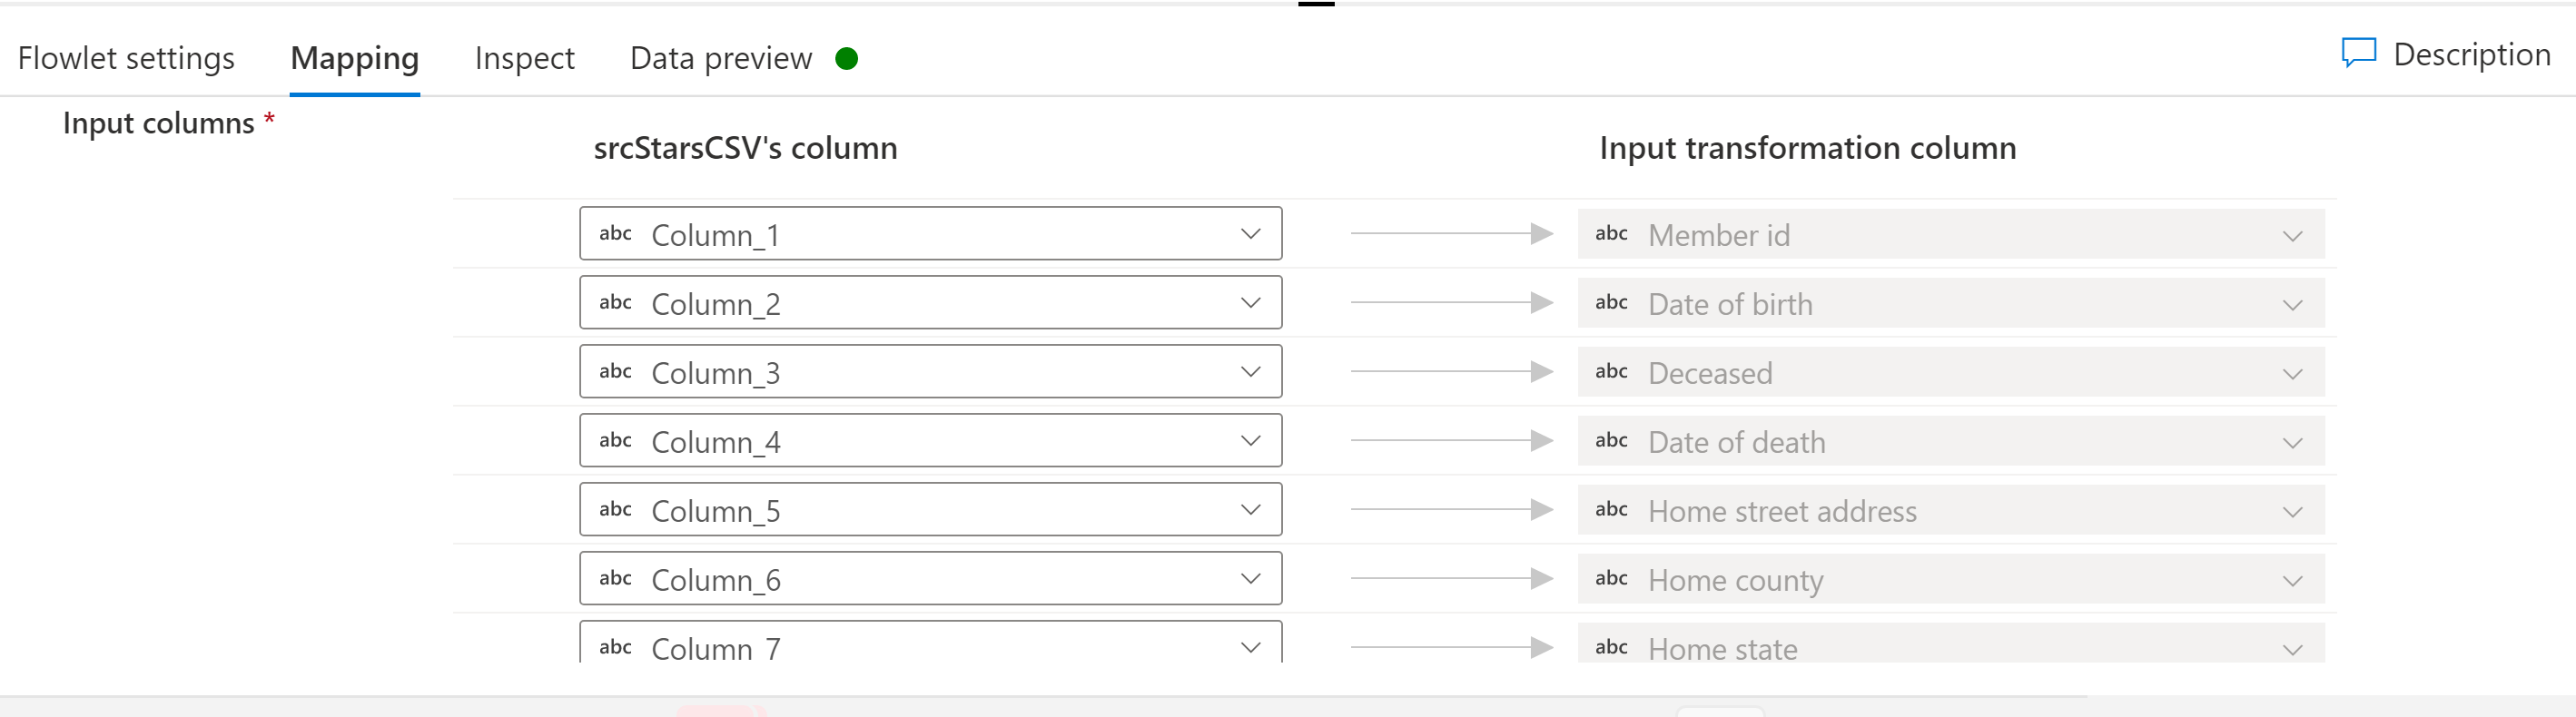 Flowlet settings Mapping Inspect Data preview Description
Input columns *
srcStarsCSV's column Input transformation column
abc Column_1 abc Member id
abc Column_2 abc Date of birth
abc Column_3 abc Deceased
abc Column_4 abc Date of death
abc Column_5 abc Home street address
abc Column_6 abc Home county
abc Column_7 abc Home state